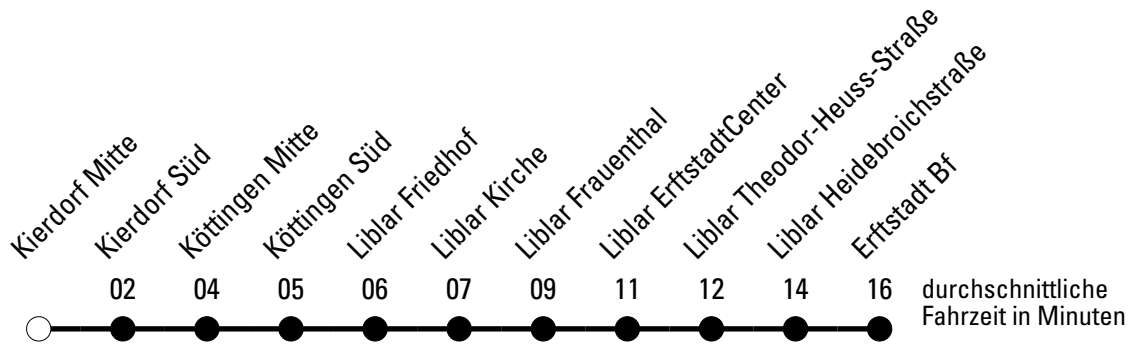 Kierdorf Mitte
Kierdorf Süd
Köttingen Mitte
Köttingen Süd
Liblar Friedhof
Liblar Kirche
Liblar Frauenthal
Liblar ErftstadtCenter
Liblar Theodor-Heuss-Straße
Liblar Heidebroichstraße
Erftstadt Bf
02 04 05 06 07 09 11 12 14 16 durchschnittliche
Fahrzeit in Minuten